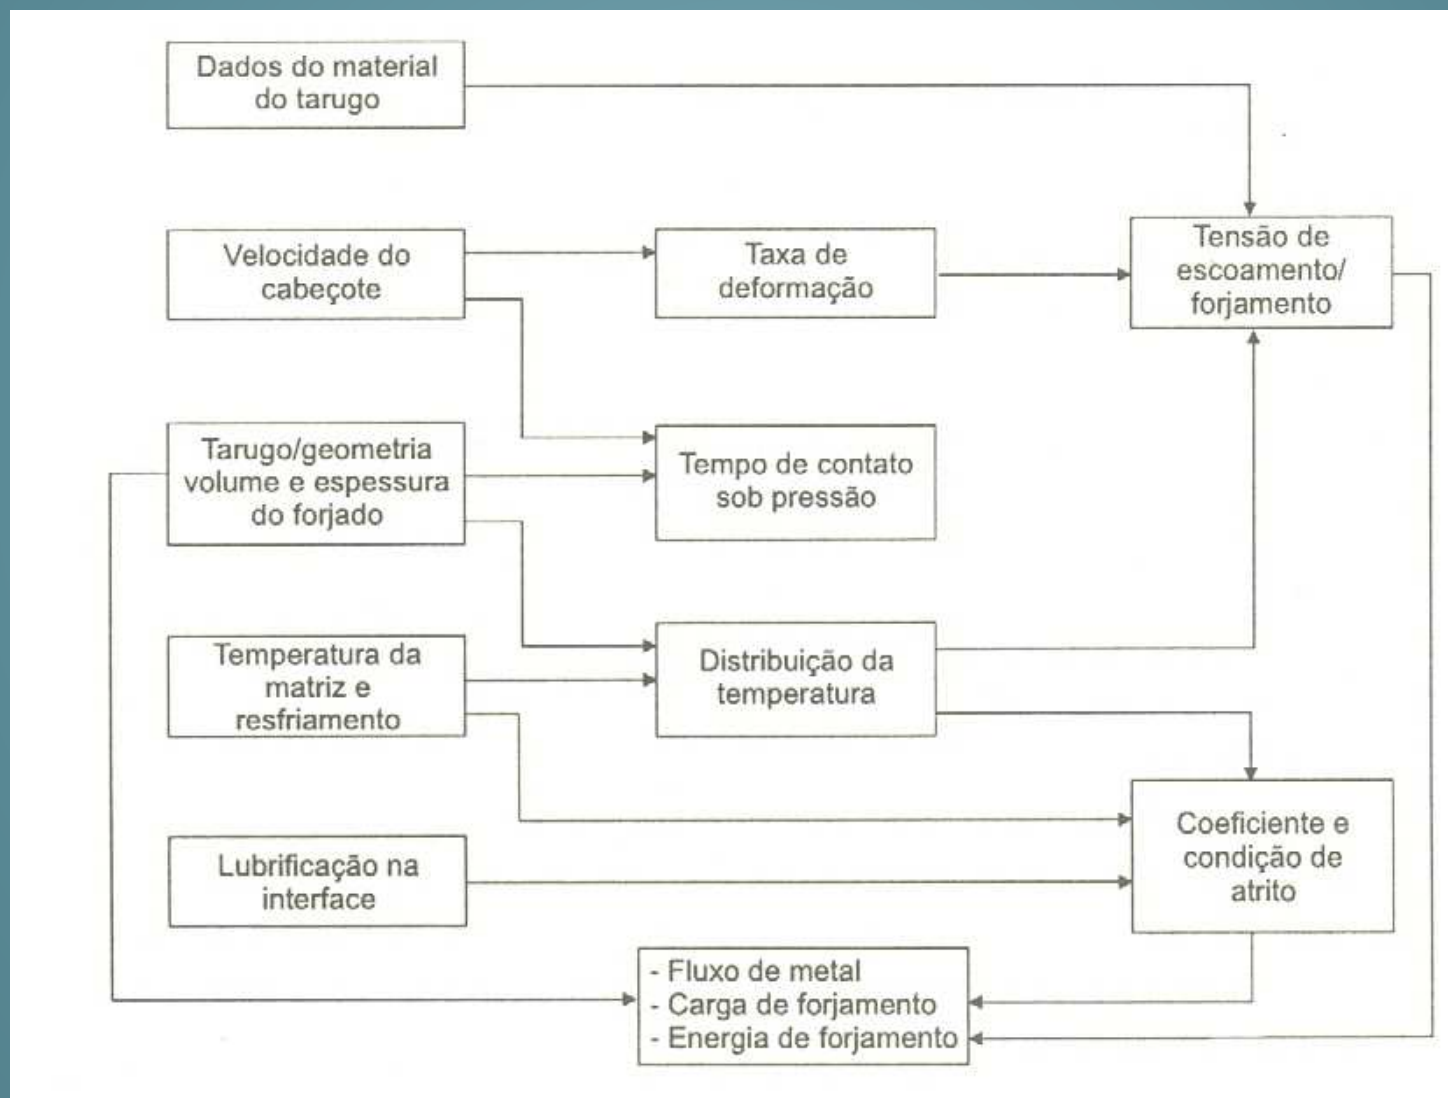 Dados do material
do tarugo
Velocidade do
cabeçote
Taxa de
deformação
Tensão de
escoamento/
forjamento
Tarugo/geometria
volume e espessura
do forjado
Tempo de contato
sob pressão
Temperatura da
matriz e
resfriamento
Distribuição da
temperatura
Lubrificação na
interface
Coeficiente e
condição de
atrito
- Fluxo de metal
- Carga de forjamento
- Energia de forjamento